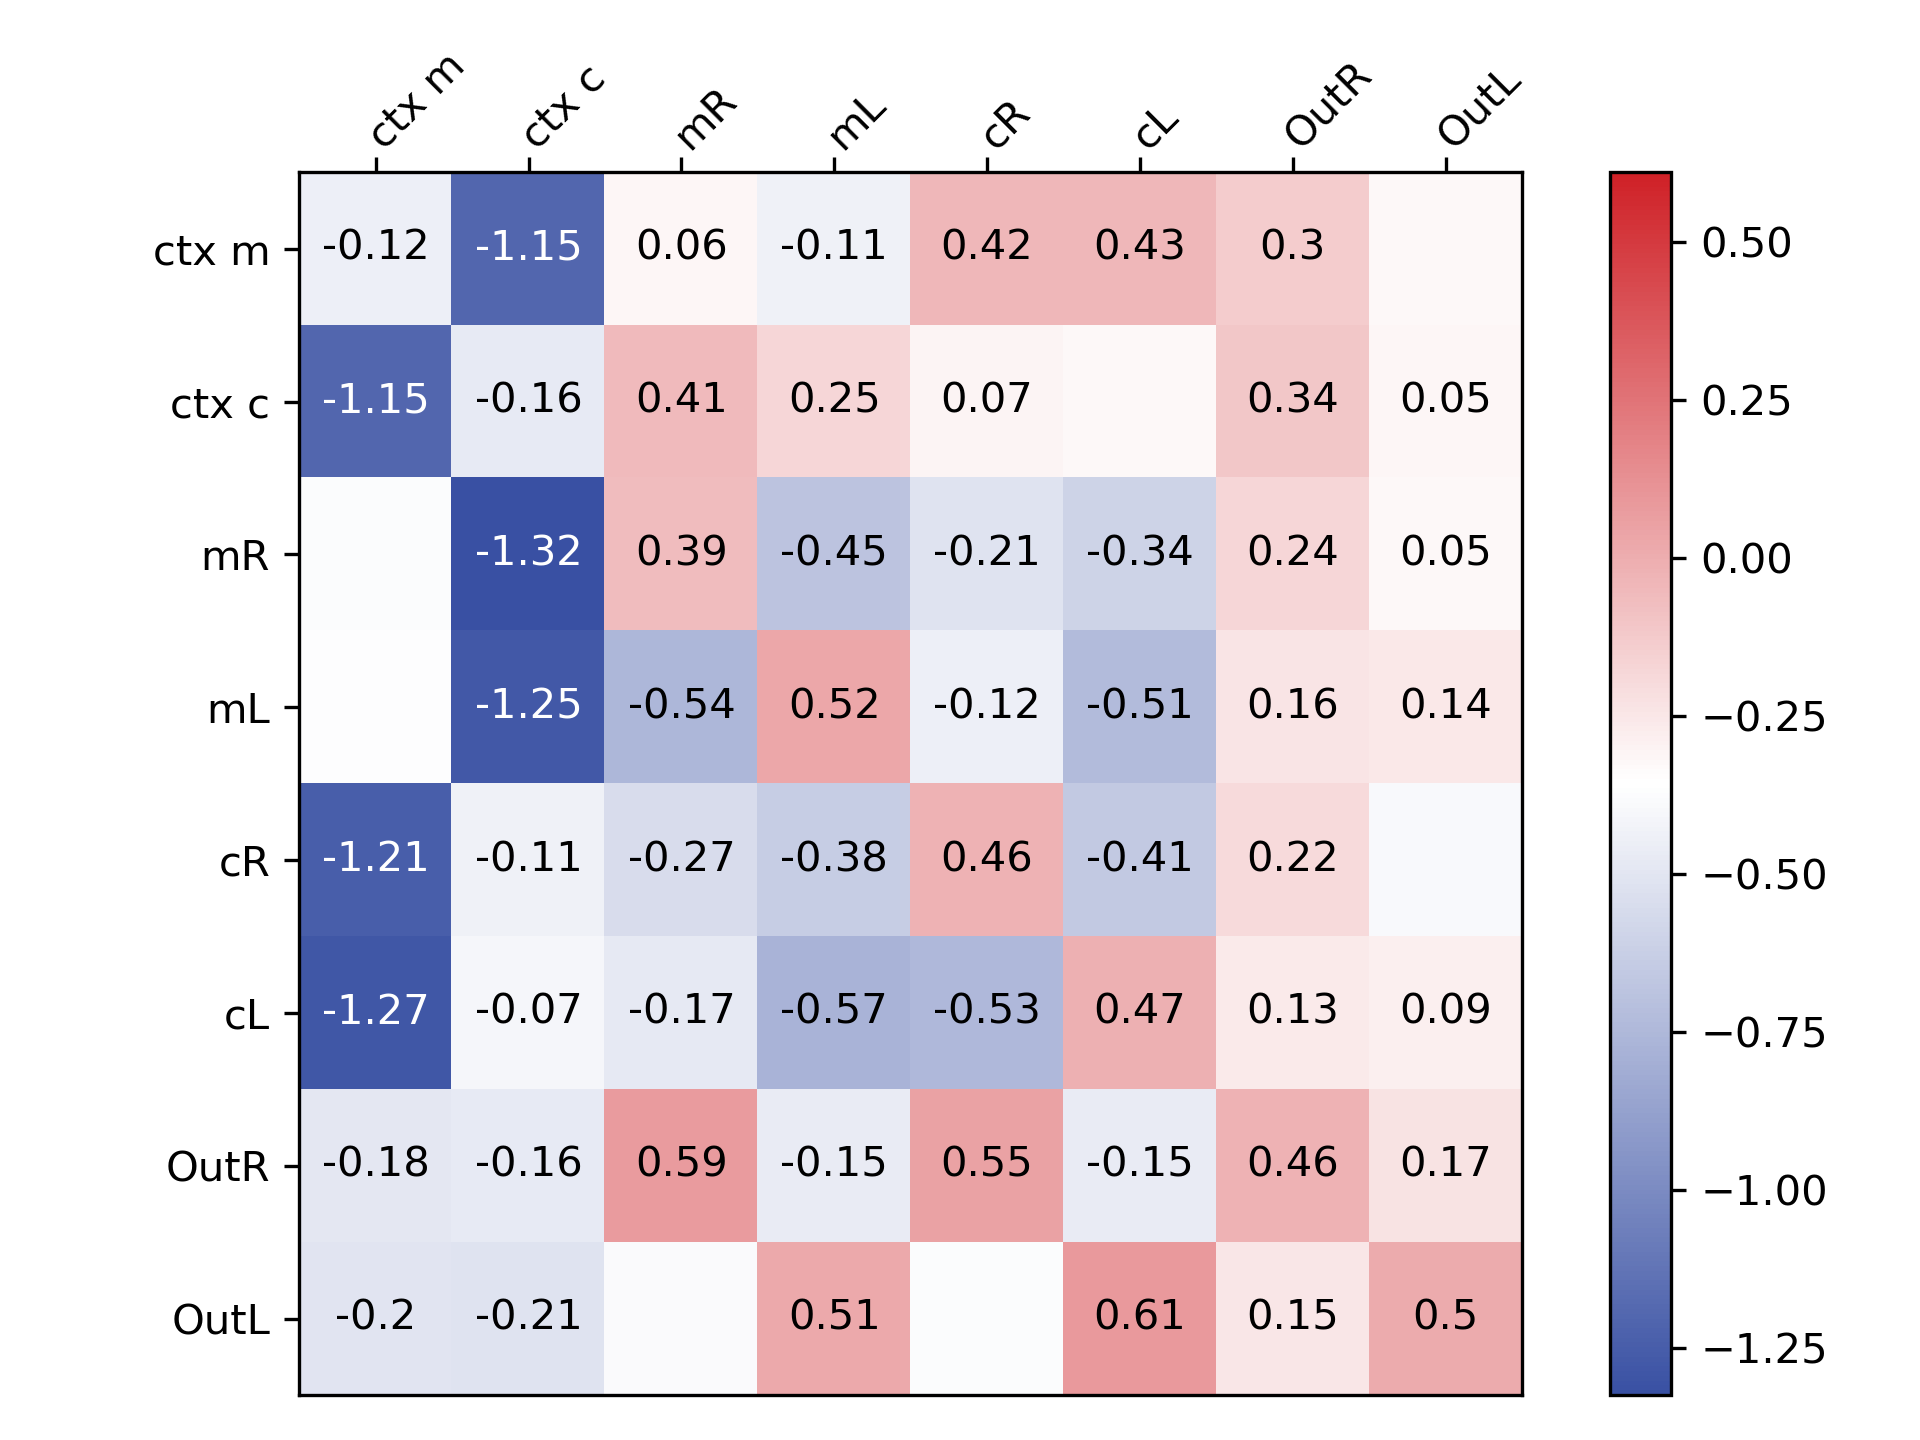 ctx m ctx c mR mL cR cL OutR OutL
ctx m -0.12 -1.15 0.06 -0.11 0.42 0.43 0.3
ctx c -1.15 -0.16 0.41 0.25 0.07 0.34 0.05
mR -1.32 0.39 -0.45 -0.21 -0.34 0.24 0.05
mL -1.25 -0.54 0.52 -0.12 -0.51 0.16 0.14
cR -1.21 -0.11 -0.27 -0.38 0.46 -0.41 0.22
cL -1.27 -0.07 -0.17 -0.57 -0.53 0.47 0.13 0.09
OutR -0.18 -0.16 0.59 -0.15 0.55 -0.15 0.46 0.17
OutL -0.2 -0.21 0.51 0.61 0.15 0.5
0.50
0.25
0.00
−0.25
−0.50
−0.75
−1.00
−1.25